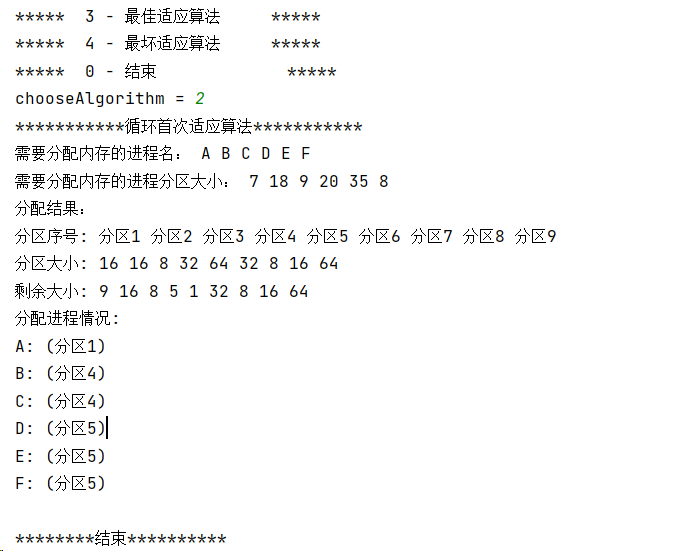 *****  3 - 最佳适应算法     *****
*****  4 - 最坏适应算法     *****
*****  0 - 结束             *****
chooseAlgorithm = 2
***********循环首次适应算法***********
需要分配内存的进程名： A B C D E F
需要分配内存的进程分区大小： 7 18 9 20 35 8
分配结果：
分区序号: 分区1 分区2 分区3 分区4 分区5 分区6 分区7 分区8 分区9
分区大小: 16 16 8 32 64 32 8 16 64
剩余大小: 9 16 8 5 1 32 8 16 64
分配进程情况:
A: (分区1)
B: (分区4)
C: (分区4)
D: (分区5)
E: (分区5)
F: (分区5)
********结束**********